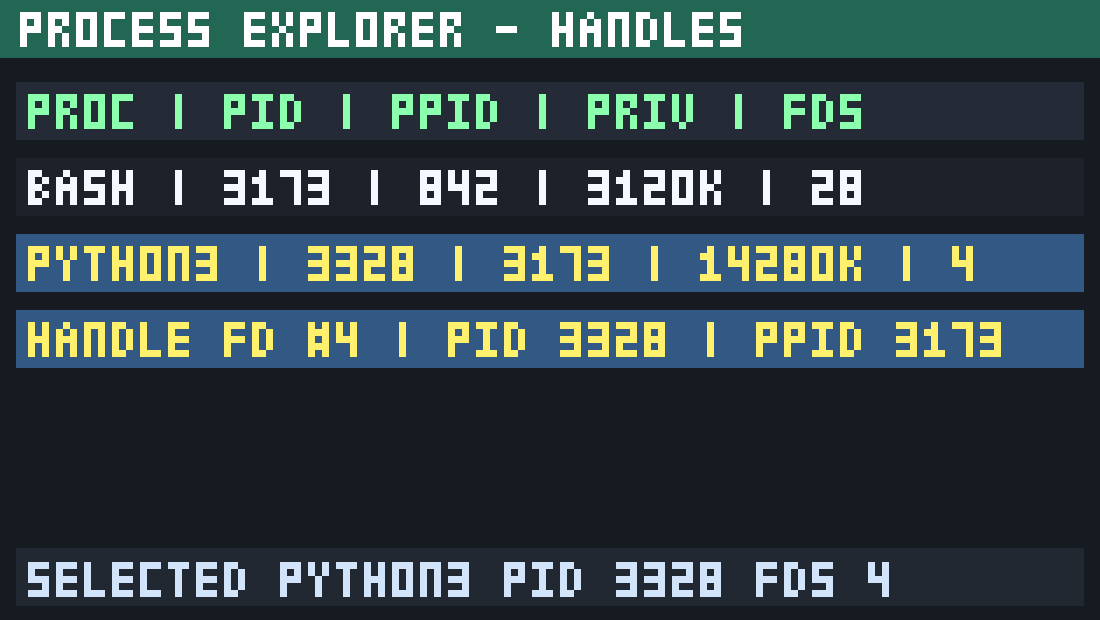 PROCESS EXPLORER - HANDLES
PROC | PID | PPID | PRIV | FDS
BASH | 3173 | 842 | 3120K | 28
PYTHON3 | 3328 | 3173 | 14280K | 4
HANDLE FD #4 | PID 3328 | PPID 3173
SELECTED PYTHON3 PID 3328 FDS 4